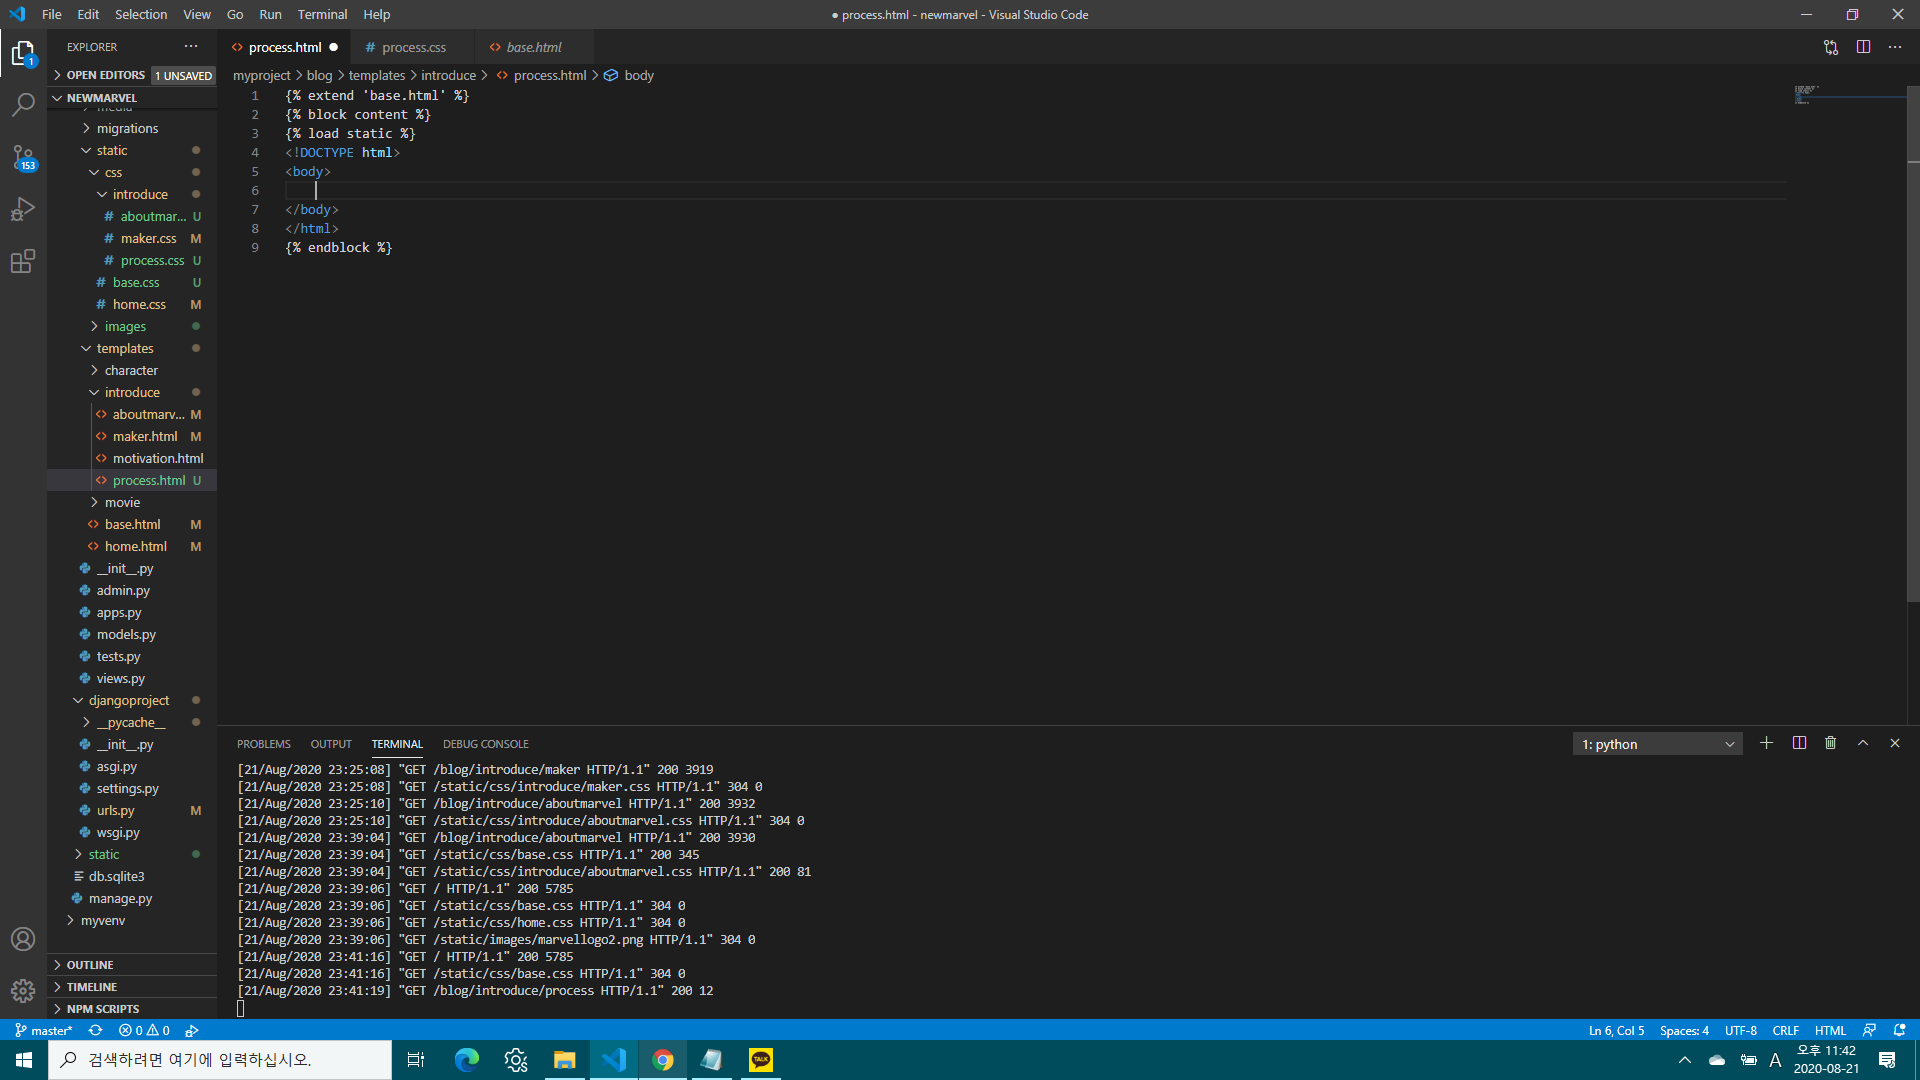 File Edit Selection View Go Run Terminal Help
● process.html - newmarvel - Visual Studio Code
EXPLORER
process.html
process.css
base.html
OPEN EDITORS 1 UNSAVED
myproject > blog > templates > introduce > process.html > body
NEWMARVEL
media
migrations
static
css
introduce
aboutmar... U
maker.css M
process.css U
base.css U
home.css M
images
templates
character
introduce
aboutmarv... M
maker.html M
motivation.html
process.html U
movie
base.html M
home.html M
__init__.py
admin.py
apps.py
models.py
tests.py
views.py
djangoproject
__pycache__
__init__.py
asgi.py
settings.py
urls.py M
wsgi.py
static
db.sqlite3
manage.py
myvenv
OUTLINE
TIMELINE
NPM SCRIPTS
1
153
1 {% extend 'base.html' %}
2 {% block content %}
3 {% load static %}
4 <!DOCTYPE html>
5 <body>
6
7 </body>
8 </html>
9 {% endblock %}
PROBLEMS OUTPUT TERMINAL DEBUG CONSOLE
1: python
[21/Aug/2020 23:25:08] "GET /blog/introduce/maker HTTP/1.1" 200 3919
[21/Aug/2020 23:25:08] "GET /static/css/introduce/maker.css HTTP/1.1" 304 0
[21/Aug/2020 23:25:10] "GET /blog/introduce/aboutmarvel HTTP/1.1" 200 3932
[21/Aug/2020 23:25:10] "GET /static/css/introduce/aboutmarvel.css HTTP/1.1" 304 0
[21/Aug/2020 23:39:04] "GET /blog/introduce/aboutmarvel HTTP/1.1" 200 3930
[21/Aug/2020 23:39:04] "GET /static/css/base.css HTTP/1.1" 200 345
[21/Aug/2020 23:39:04] "GET /static/css/introduce/aboutmarvel.css HTTP/1.1" 200 81
[21/Aug/2020 23:39:06] "GET / HTTP/1.1" 200 5785
[21/Aug/2020 23:39:06] "GET /static/css/base.css HTTP/1.1" 304 0
[21/Aug/2020 23:39:06] "GET /static/css/home.css HTTP/1.1" 304 0
[21/Aug/2020 23:39:06] "GET /static/images/marvellogo2.png HTTP/1.1" 304 0
[21/Aug/2020 23:41:16] "GET / HTTP/1.1" 200 5785
[21/Aug/2020 23:41:16] "GET /static/css/base.css HTTP/1.1" 304 0
[21/Aug/2020 23:41:19] "GET /blog/introduce/process HTTP/1.1" 200 12
master* 0 0
Ln 6, Col 5 Spaces: 4 UTF-8 CRLF HTML
검색하려면 여기에 입력하십시오.
TALK
A
오후 11:42
2020-08-21